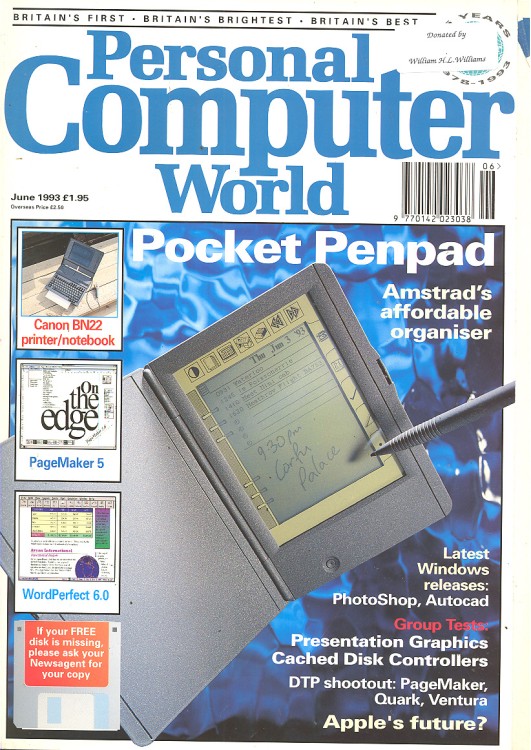 BRITAIN'S FIRST • BRITAIN'S BRIGHTEST • BRITAIN'S BEST
YEARS
Donated by
William H.L.Williams
78-1993
Personal
Computer
World
June 1993 £1.95
Overseas Price £2.50
06>
9 770142 023038
Pocket Penpad
Amstrad's
affordable
organiser
Canon BN22
printer/notebook
On
the
edge
PageMaker 5
WordPerfect 6.0
Thu Jun 3 '93
9 30 pm
Palace
Latest
Windows
releases:
PhotoShop, Autocad
Group Tests:
Presentation Graphics
Cached Disk Controllers
DTP shootout: PageMaker,
Quark, Ventura
Apple's future?
If your FREE
disk is missing,
please ask your
Newsagent for
your copy